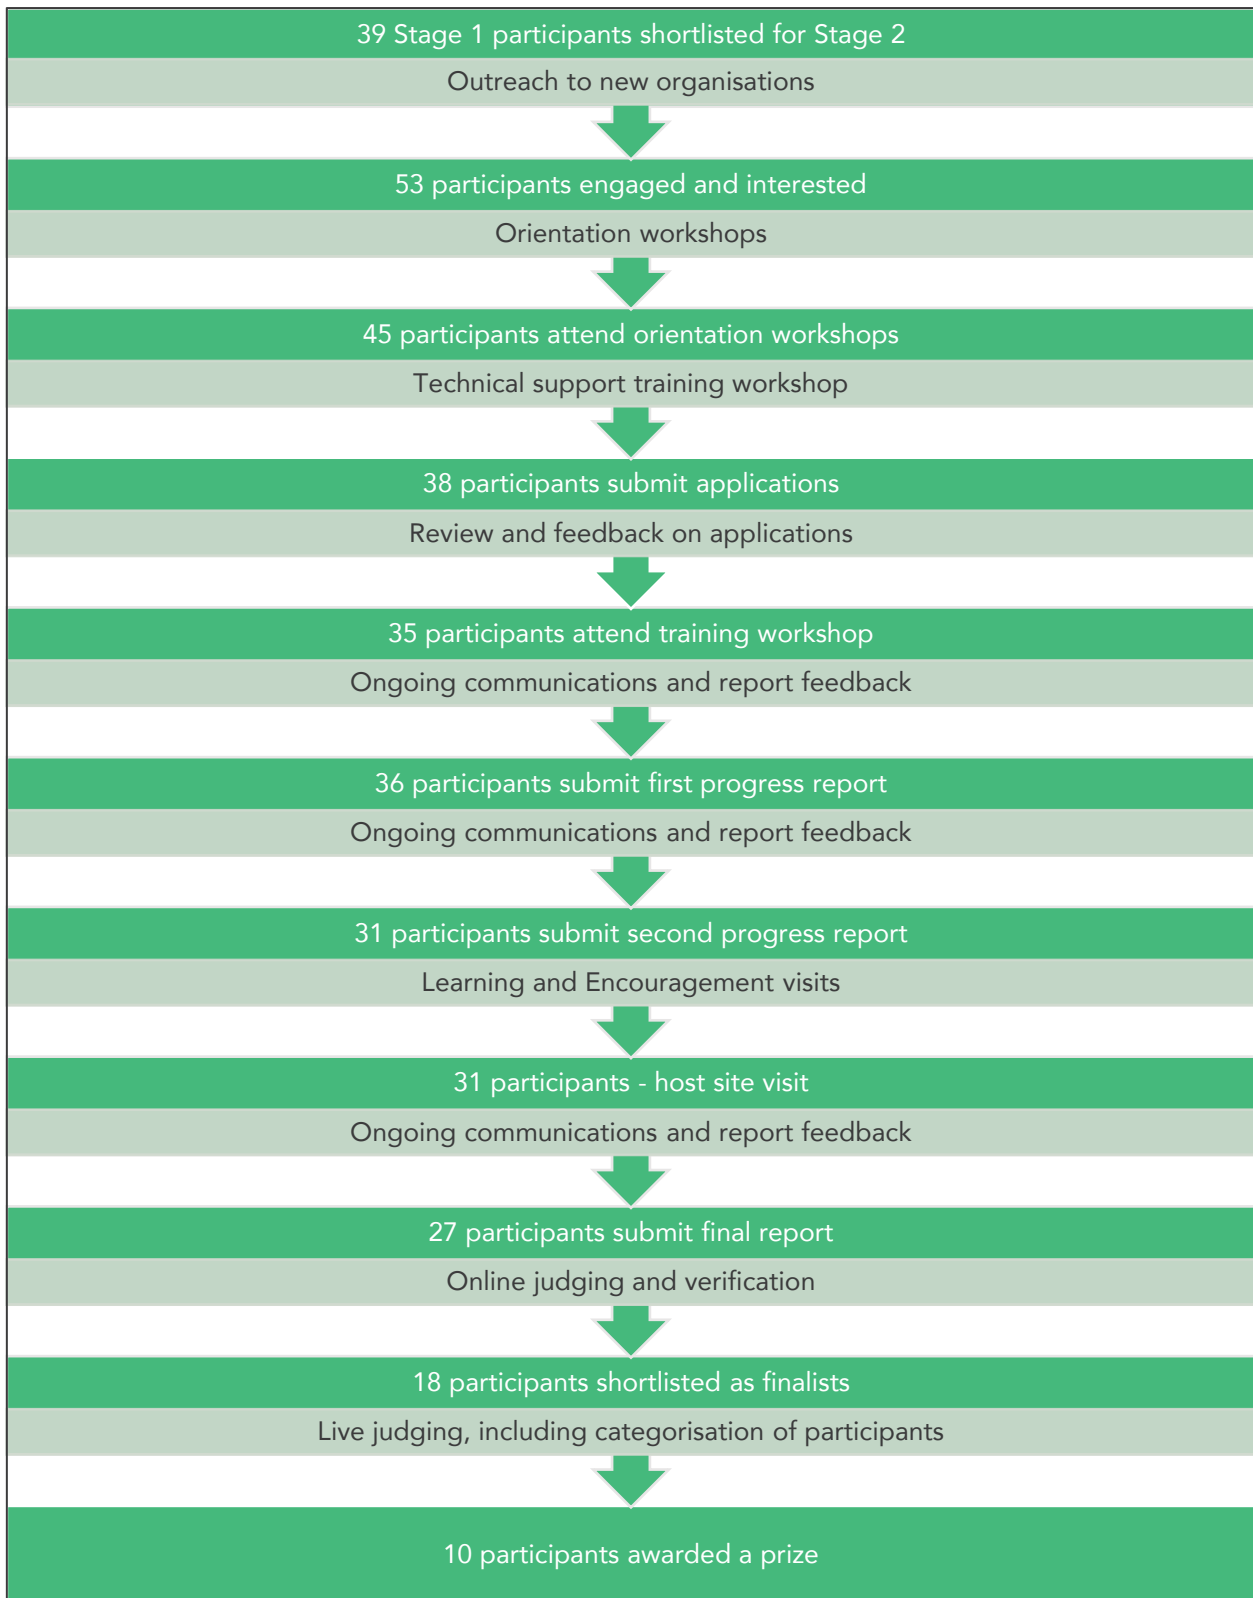 39 Stage 1 participants shortlisted for Stage 2
Outreach to new organisations
53 participants engaged and interested
Orientation workshops
45 participants attend orientation workshops
Technical support training workshop
38 participants submit applications
Review and feedback on applications
35 participants attend training workshop
Ongoing communications and report feedback
36 participants submit first progress report
Ongoing communications and report feedback
31 participants submit second progress report
Learning and Encouragement visits
31 participants - host site visit
Ongoing communications and report feedback
27 participants submit final report
Online judging and verification
18 participants shortlisted as finalists
Live judging, including categorisation of participants
10 participants awarded a prize